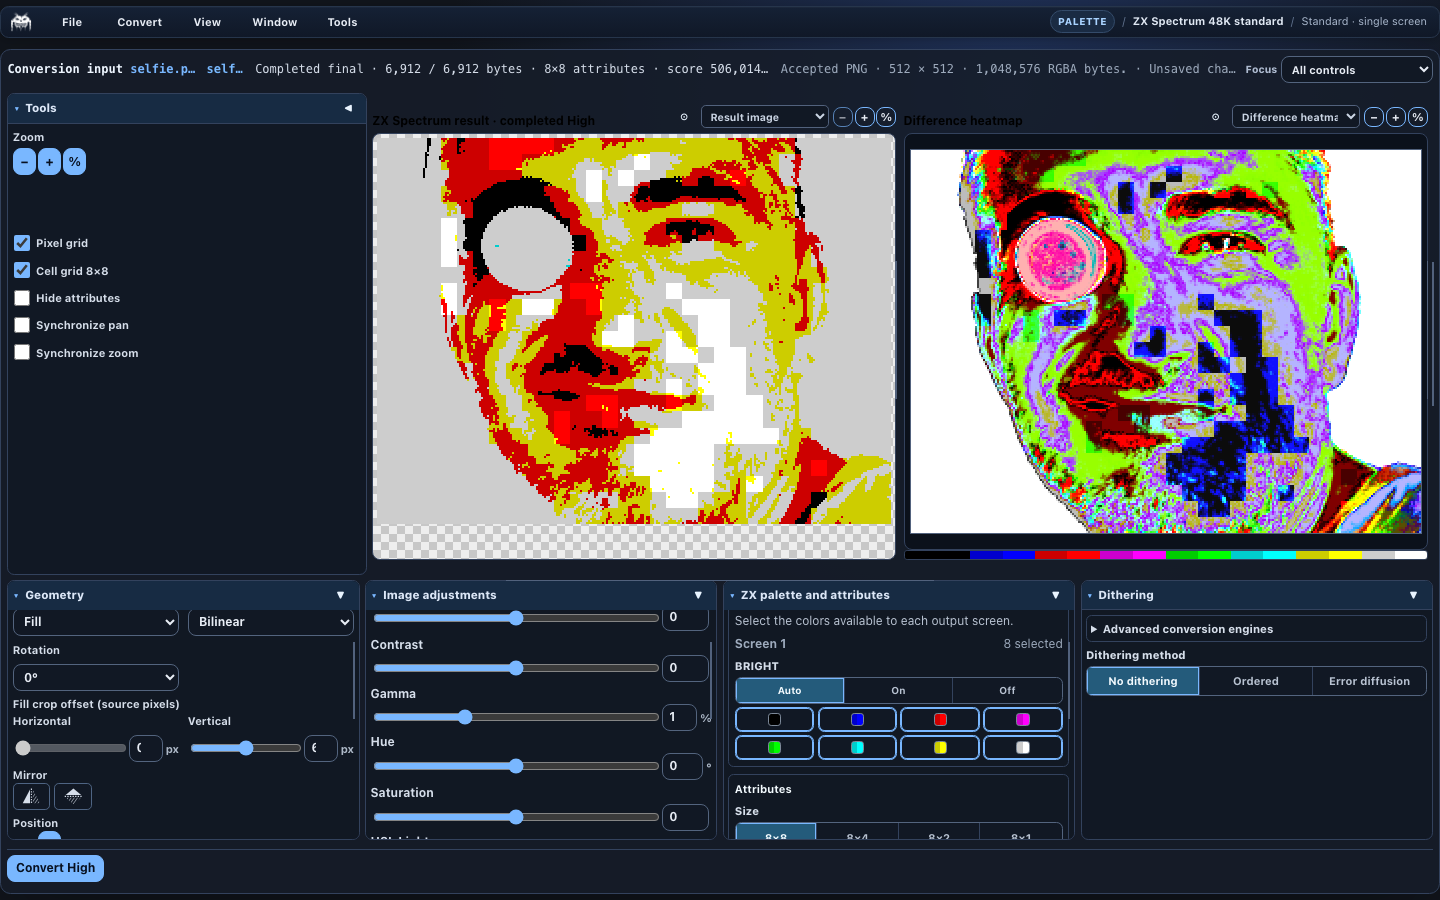 File Convert View Window Tools
PALETTE / ZX Spectrum 48K standard / Standard · single screen
Conversion input selfie.p… self… Completed final · 6,912 / 6,912 bytes · 8×8 attributes · score 506,014… Accepted PNG · 512 × 512 · 1,048,576 RGBA bytes. · Unsaved cha… Focus All controls
Tools
Zoom
− + %
Pixel grid
Cell grid 8×8
Hide attributes
Synchronize pan
Synchronize zoom
ZX Spectrum result · completed High
Result image
− + %
Difference heatmap
Difference heatma
− + %
Geometry
Fill Bilinear
Rotation
0°
Fill crop offset (source pixels)
Horizontal Vertical
px px
Mirror
Position
Image adjustments
0
Contrast
0
Gamma
1 %
Hue
0 °
Saturation
0
ZX palette and attributes
Select the colors available to each output screen.
Screen 1 8 selected
BRIGHT
Auto On Off
Attributes
Size
8×8 8×4 8×2 8×1
Dithering
Advanced conversion engines
Dithering method
No dithering Ordered Error diffusion
Convert High